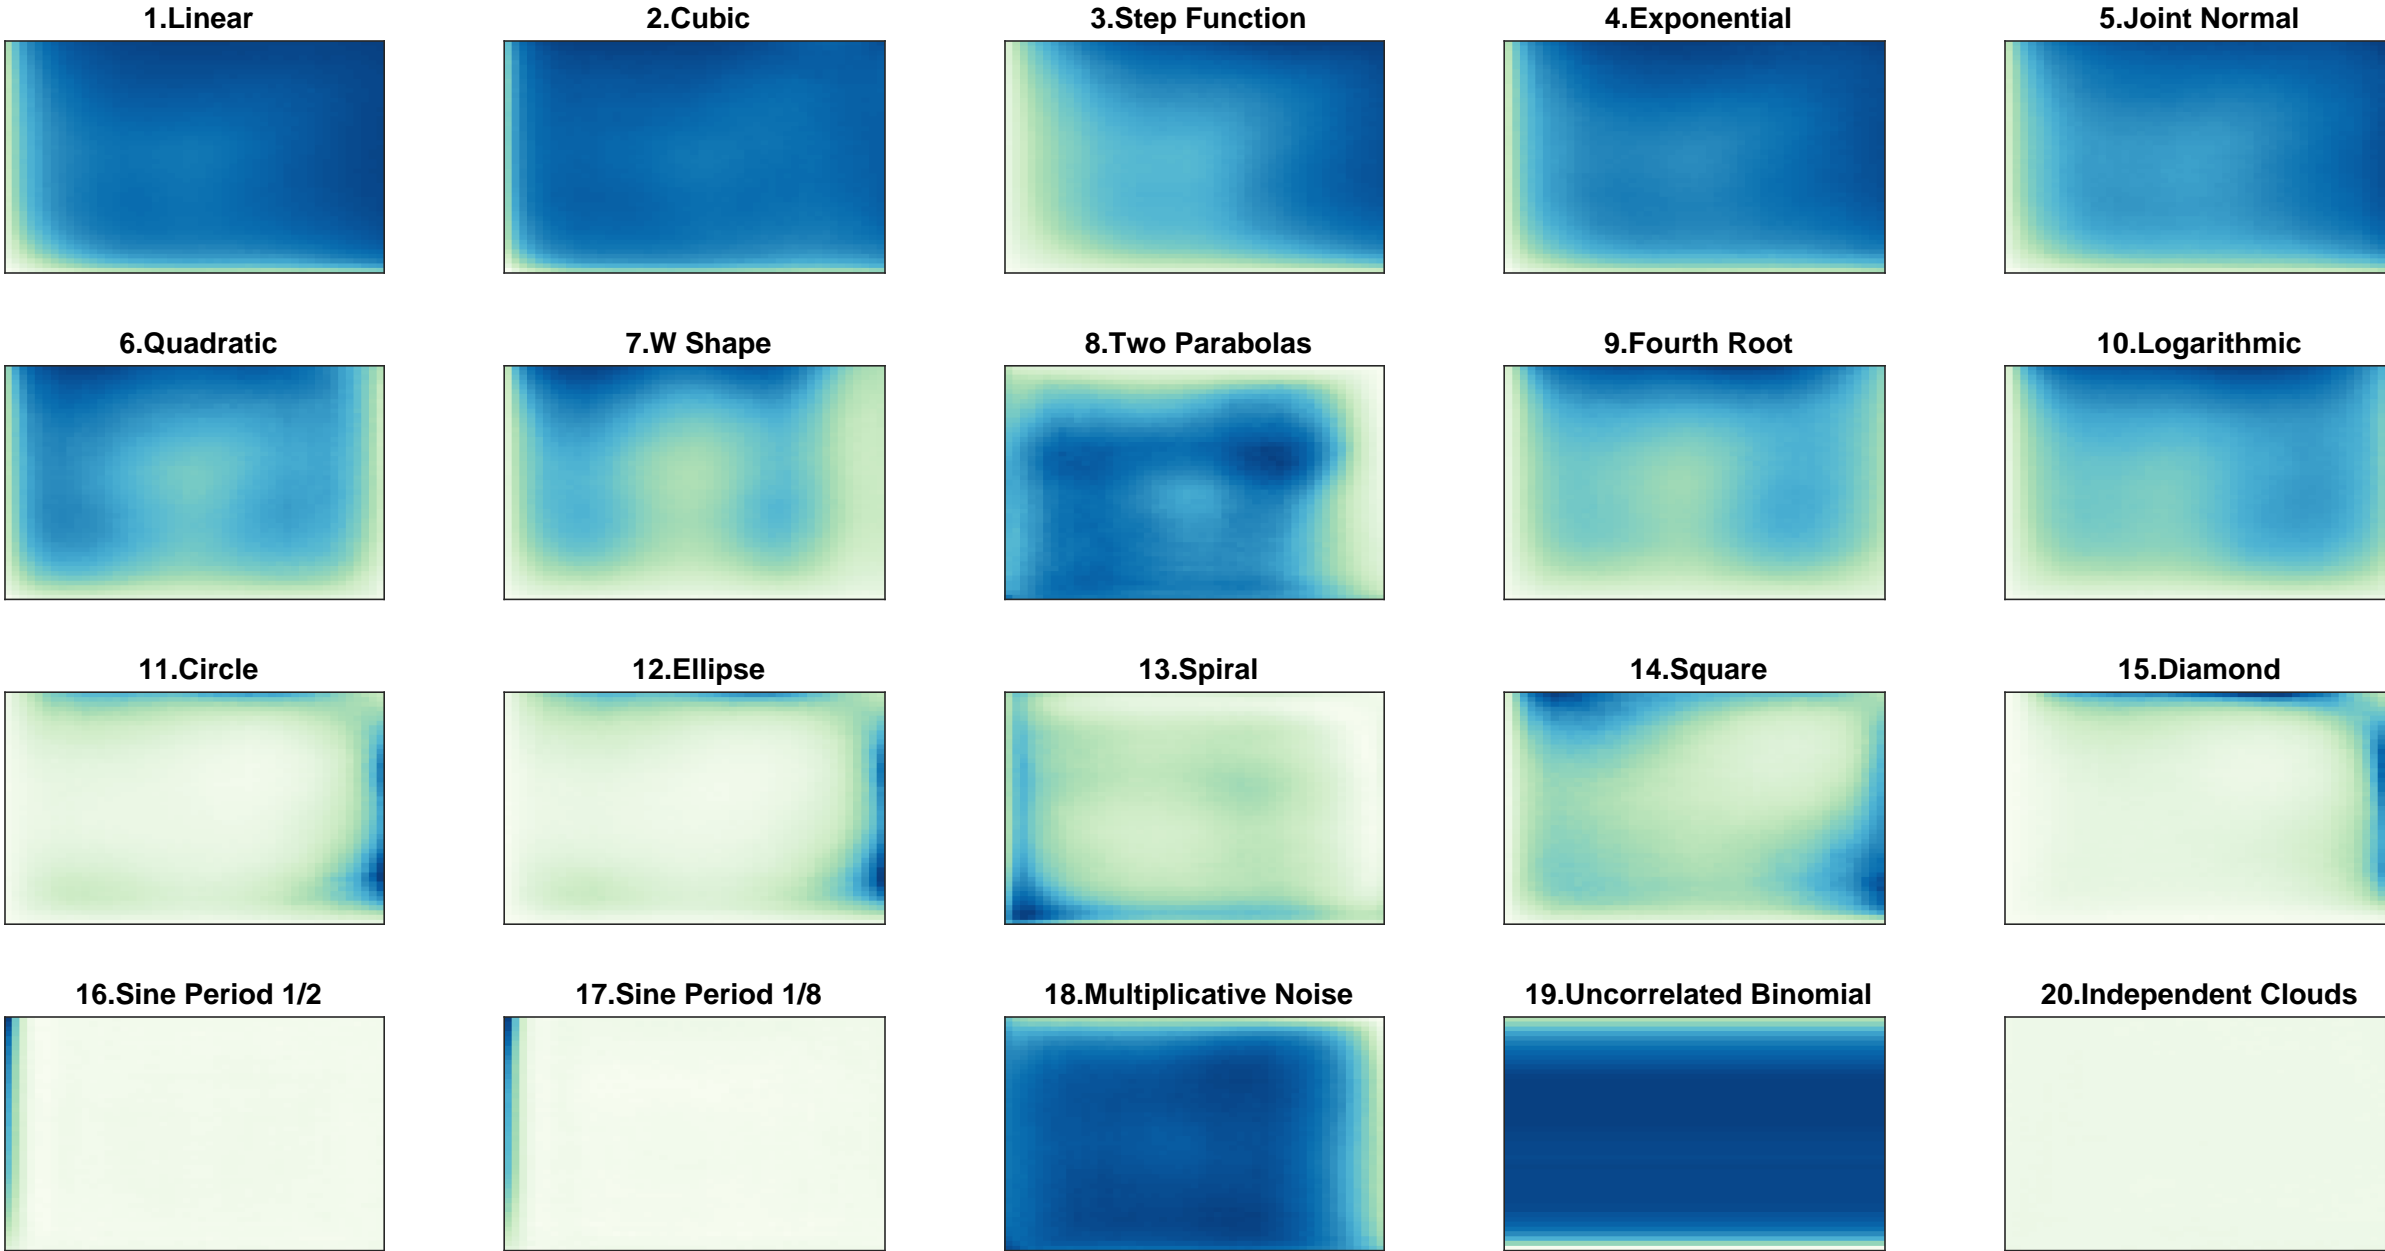 1.Linear
2.Cubic
3.Step Function
4.Exponential
5.Joint Normal
6.Quadratic
7.W Shape
8.Two Parabolas
9.Fourth Root
10.Logarithmic
11.Circle
12.Ellipse
13.Spiral
14.Square
15.Diamond
16.Sine Period 1/2
17.Sine Period 1/8
18.Multiplicative Noise
19.Uncorrelated Binomial
20.Independent Clouds